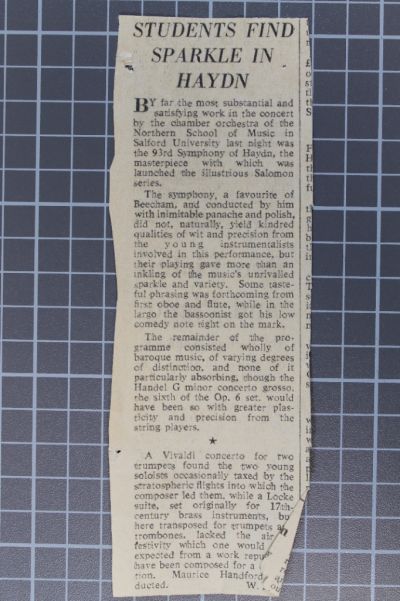 STUDENTS FIND
SPARKLE IN
HAYDN
BY far the most substantial and
satisfying work in the concert
by the chamber orchestra of the
Northern School of Music in
Salford University last night was
the 93rd Symphony of Haydn, the
masterpiece with which was
launched the illustrious Salomon
series.
The symphony, a favourite of
Beecham, and conducted by him
with inimitable panache and polish,
did not, naturally, yield kindred
qualities of wit and precision from
the young instrumentalists
involved in this performance, but
their playing gave more than an
inkling of the music's unrivalled
sparkle and variety. Some taste-
ful phrasing was forthcoming from
first oboe and flute, while in the
largo the bassoonist got his low
comedy note right on the mark.
The remainder of the pro-
gramme consisted wholly of
baroque music, of varying degrees
of distinction, and none of it
particularly absorbing, though the
Handel G minor concerto grosso,
the sixth of the Op. 6 set, would
have been so with greater plas-
ticity and precision from the
string players.
★
A Vivaldi concerto for two
trumpets found the two young
soloists occasionally taxed by the
stratospheric flights into which the
composer led them, while a Locke
suite, set originally for 17th-
century brass instruments, bu
here transposed for trumpets a
trombones, lacked the air
festivity which one would
expected from a work repu
have been composed for a
tion. Maurice Handford
ducted. W.